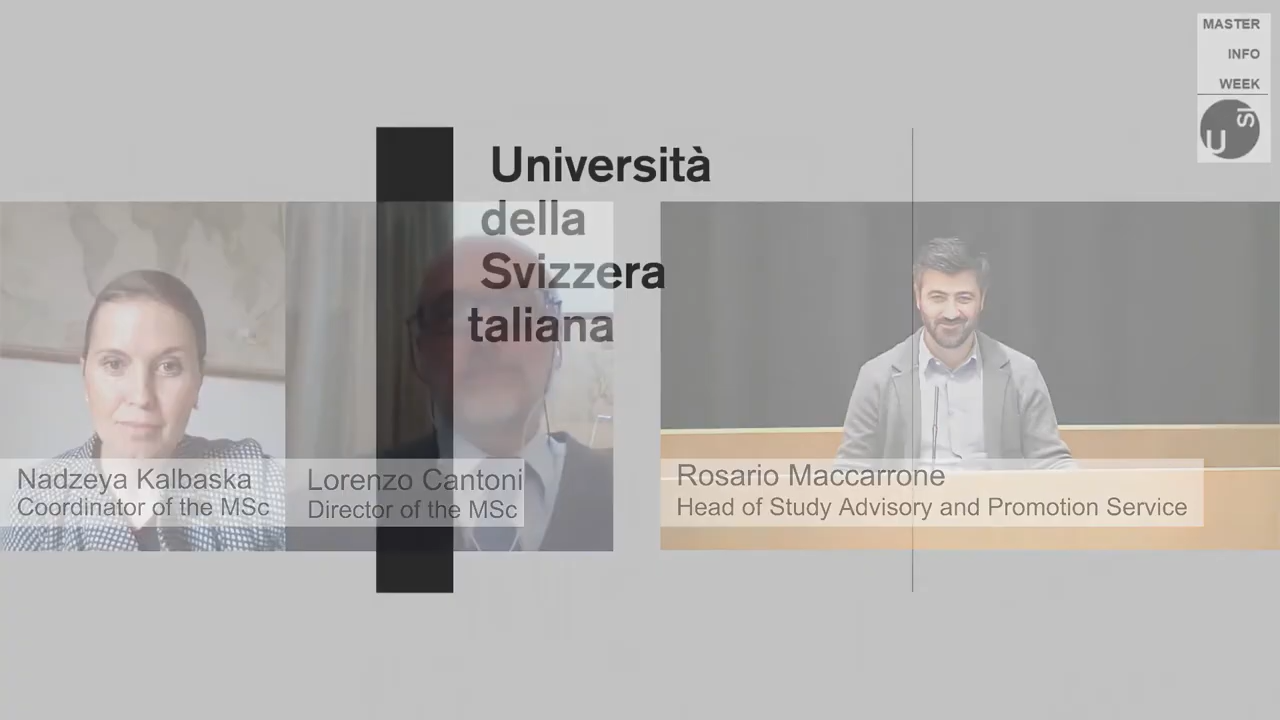 MASTER
INFO
WEEK
USI
Università
della
Svizzera
taliana
Nadzeya Kalbaska
Coordinator of the MSc
Lorenzo Cantoni
Director of the MSc
Rosario Maccarrone
Head of Study Advisory and Promotion Service